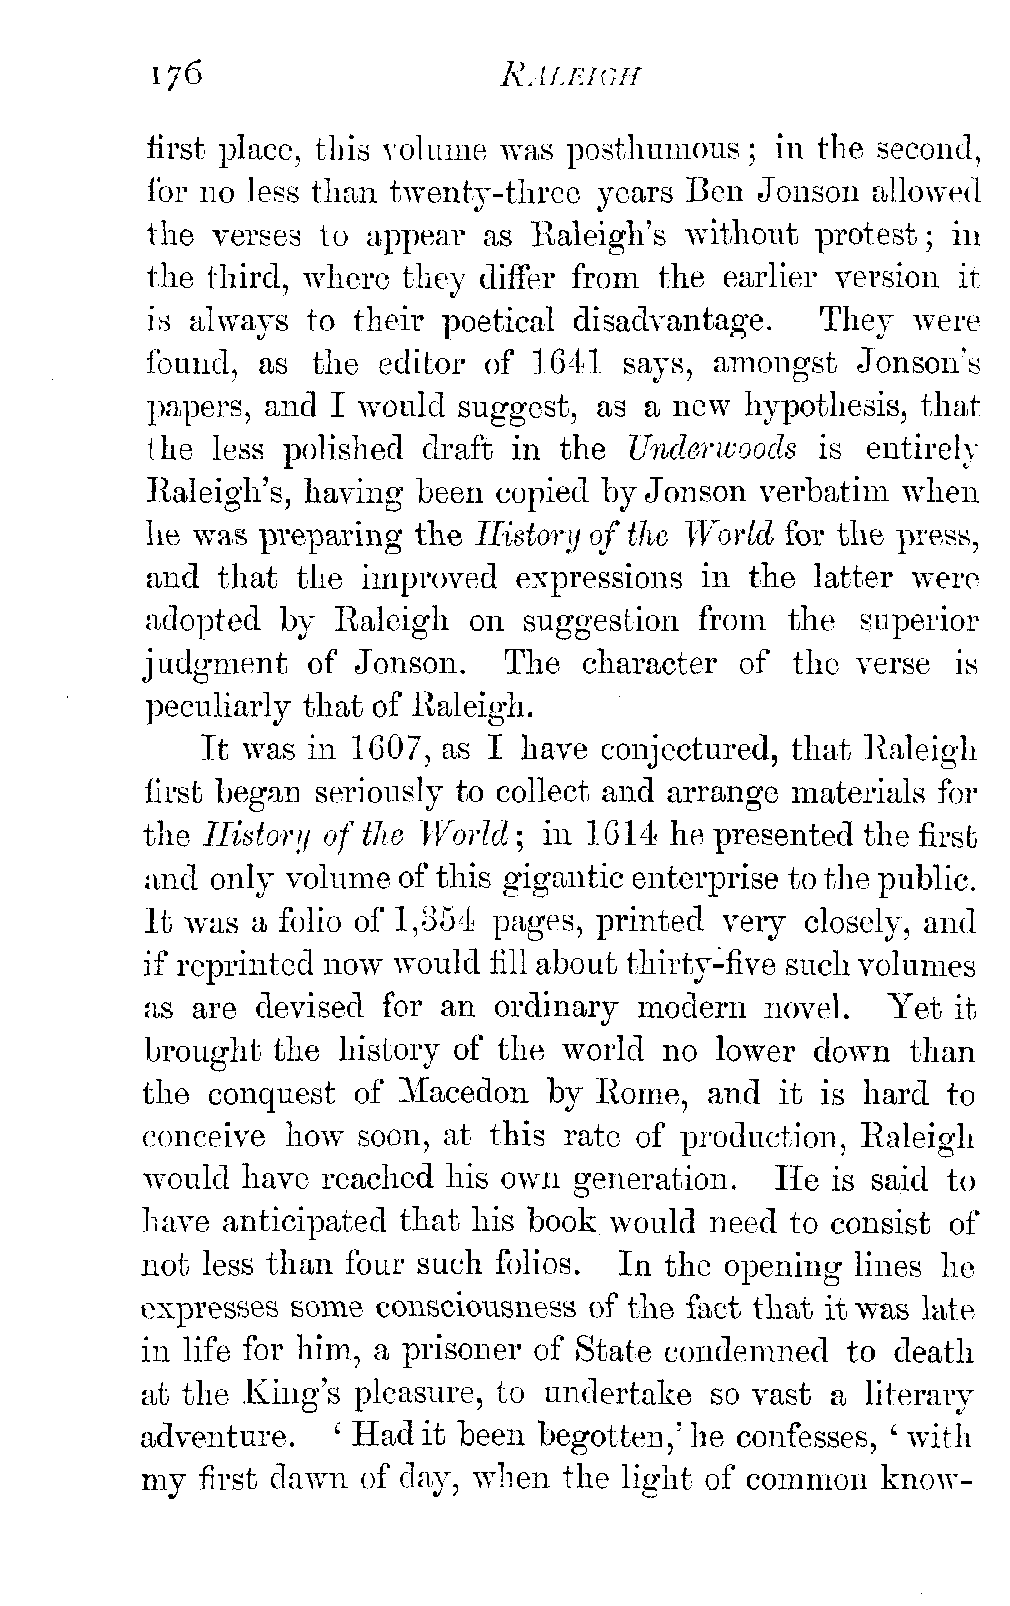 176 RALEIGH
first place, this volume was posthumous; in the second,
for no less than twenty-three years Ben Jonson allowed
the verses to appear as Raleigh's without protest; in
the third, where they differ from the earlier version it
is always to their poetical disadvantage. They were
found, as the editor of 1641 says, amongst Jonson's
papers, and I would suggest, as a new hypothesis, that
the less polished draft in the Underwoods is entirely
Raleigh's, having been copied by Jonson verbatim when
he was preparing the History of the World for the press,
and that the improved expressions in the latter were
adopted by Raleigh on suggestion from the superior
judgment of Jonson. The character of the verse is
peculiarly that of Raleigh.
It was in 1607, as I have conjectured, that Raleigh
first began seriously to collect and arrange materials for
the History of the World; in 1614 he presented the first
and only volume of this gigantic enterprise to the public.
It was a folio of 1,354 pages, printed very closely, and
if reprinted now would fill about thirty-five such volumes
as are devised for an ordinary modern novel. Yet it
brought the history of the world no lower down than
the conquest of Macedon by Rome, and it is hard to
conceive how soon, at this rate of production, Raleigh
would have reached his own generation. He is said to
have anticipated that his book would need to consist of
not less than four such folios. In the opening lines he
expresses some consciousness of the fact that it was late
in life for him, a prisoner of State condemned to death
at the King's pleasure, to undertake so vast a literary
adventure. ‘Had it been begotten,’ he confesses, ‘with
my first dawn of day, when the light of common know-